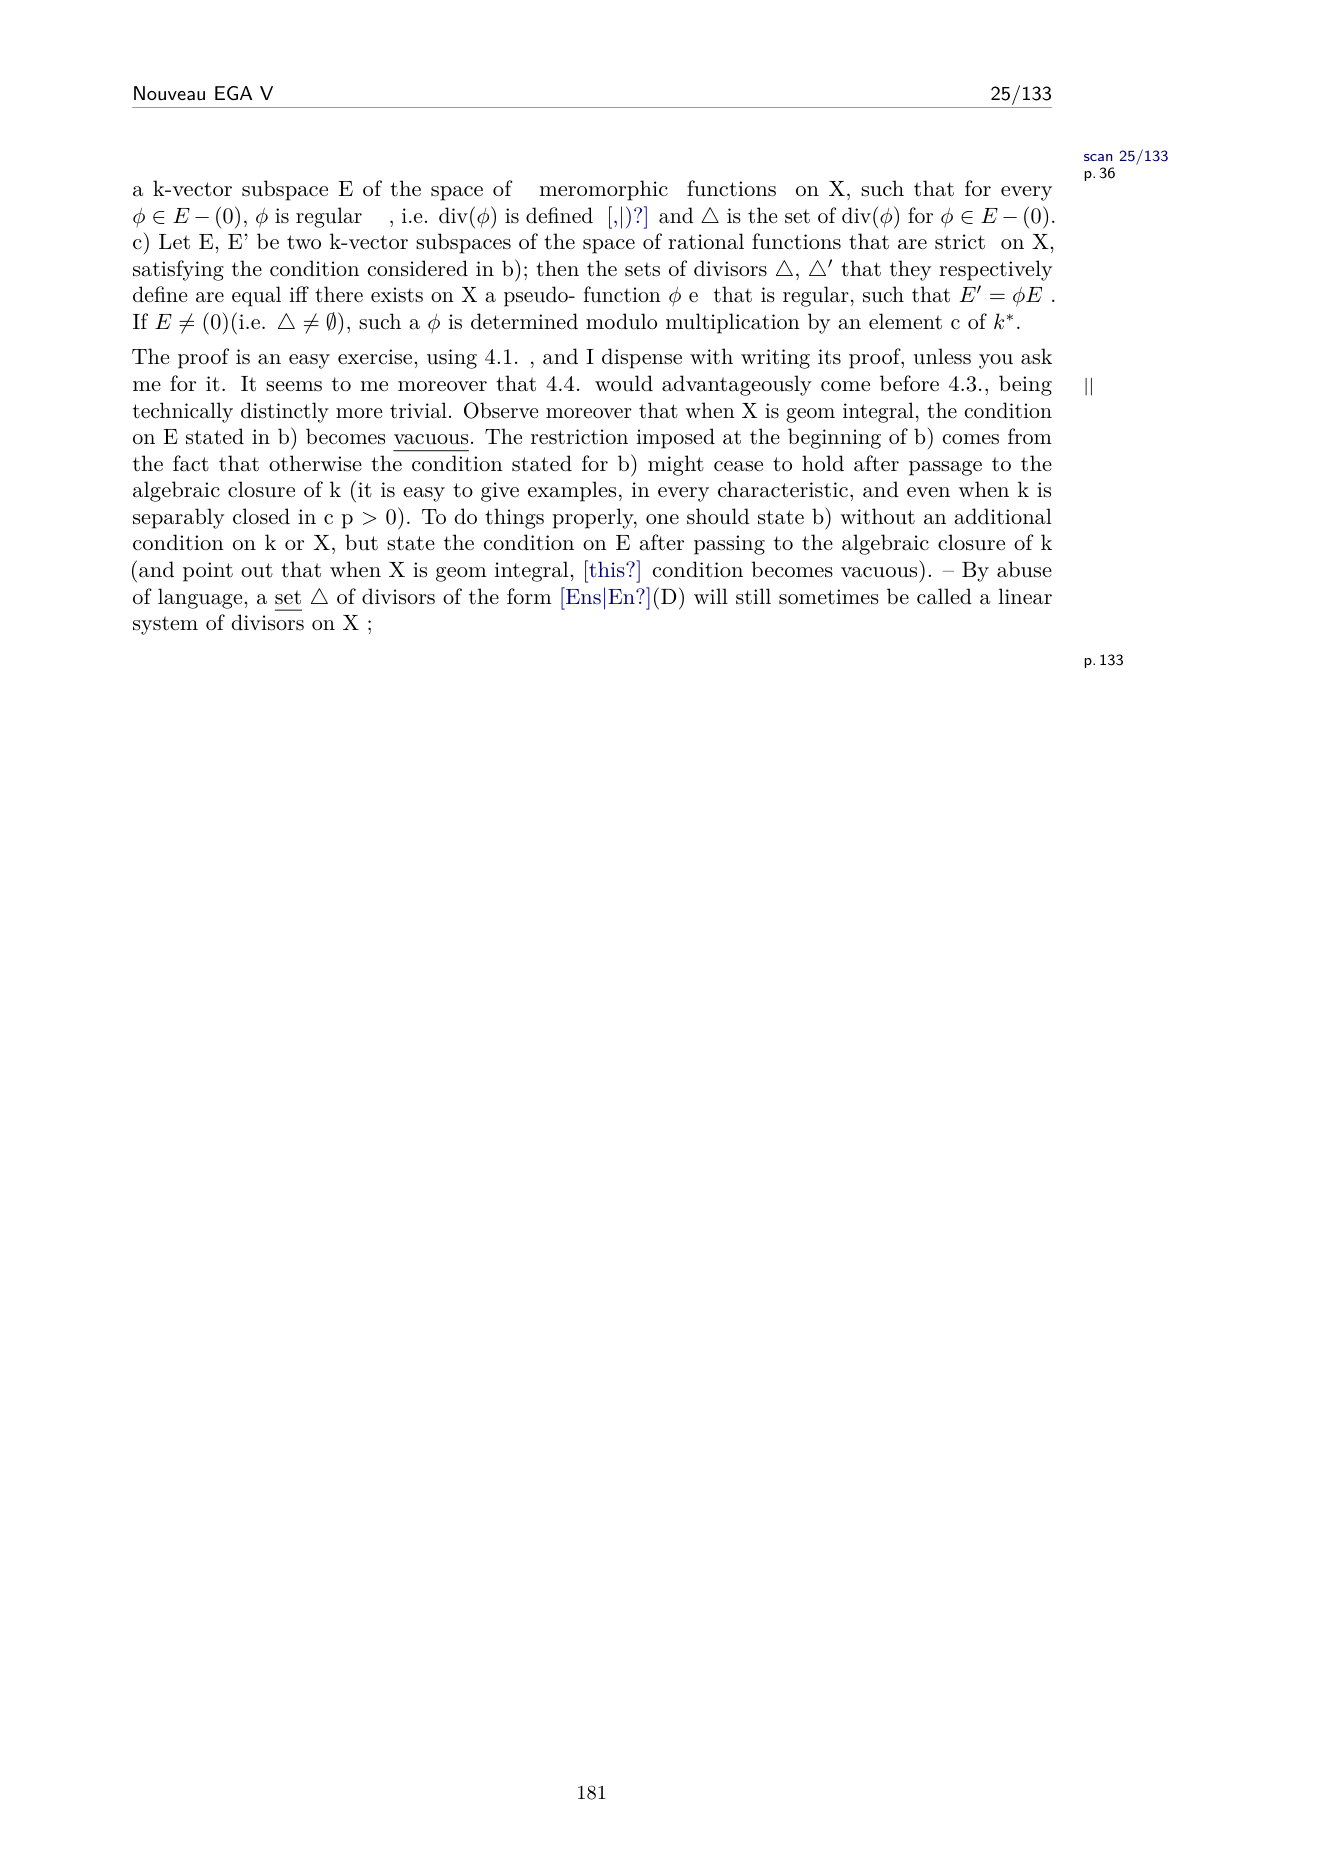 Nouveau EGA V 25/133
scan 25/133
p. 36
a k-vector subspace E of the space of meromorphic functions on X, such that for every
ϕ ∈ E − (0), ϕ is regular , i.e. div(ϕ) is defined [,|)?] and △ is the set of div(ϕ) for ϕ ∈ E − (0).
c) Let E, E’ be two k-vector subspaces of the space of rational functions that are strict on X,
satisfying the condition considered in b); then the sets of divisors △, △′ that they respectively
define are equal iff there exists on X a pseudo- function ϕ e that is regular, such that E′ = ϕE .
If E ≠ (0)(i.e. △ ≠ ∅), such a ϕ is determined modulo multiplication by an element c of k*.
The proof is an easy exercise, using 4.1. , and I dispense with writing its proof, unless you ask
me for it. It seems to me moreover that 4.4. would advantageously come before 4.3., being ||
technically distinctly more trivial. Observe moreover that when X is geom integral, the condition
on E stated in b) becomes vacuous. The restriction imposed at the beginning of b) comes from
the fact that otherwise the condition stated for b) might cease to hold after passage to the
algebraic closure of k (it is easy to give examples, in every characteristic, and even when k is
separably closed in c p > 0). To do things properly, one should state b) without an additional
condition on k or X, but state the condition on E after passing to the algebraic closure of k
(and point out that when X is geom integral, [this?] condition becomes vacuous). – By abuse
of language, a set △ of divisors of the form [Ens|En?](D) will still sometimes be called a linear
system of divisors on X ;
p. 133
181